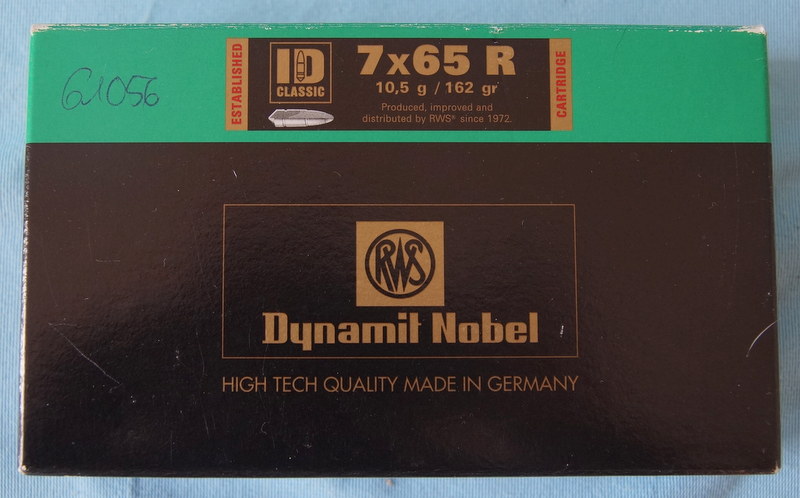 61056
ESTABLISHED
ID
CLASSIC
7x65 R
10,5 g / 162 gr
Produced, improved and
distributed by RWS® since 1972.
CARTRIDGE
RWS
Dynamit Nobel
HIGH TECH QUALITY MADE IN GERMANY